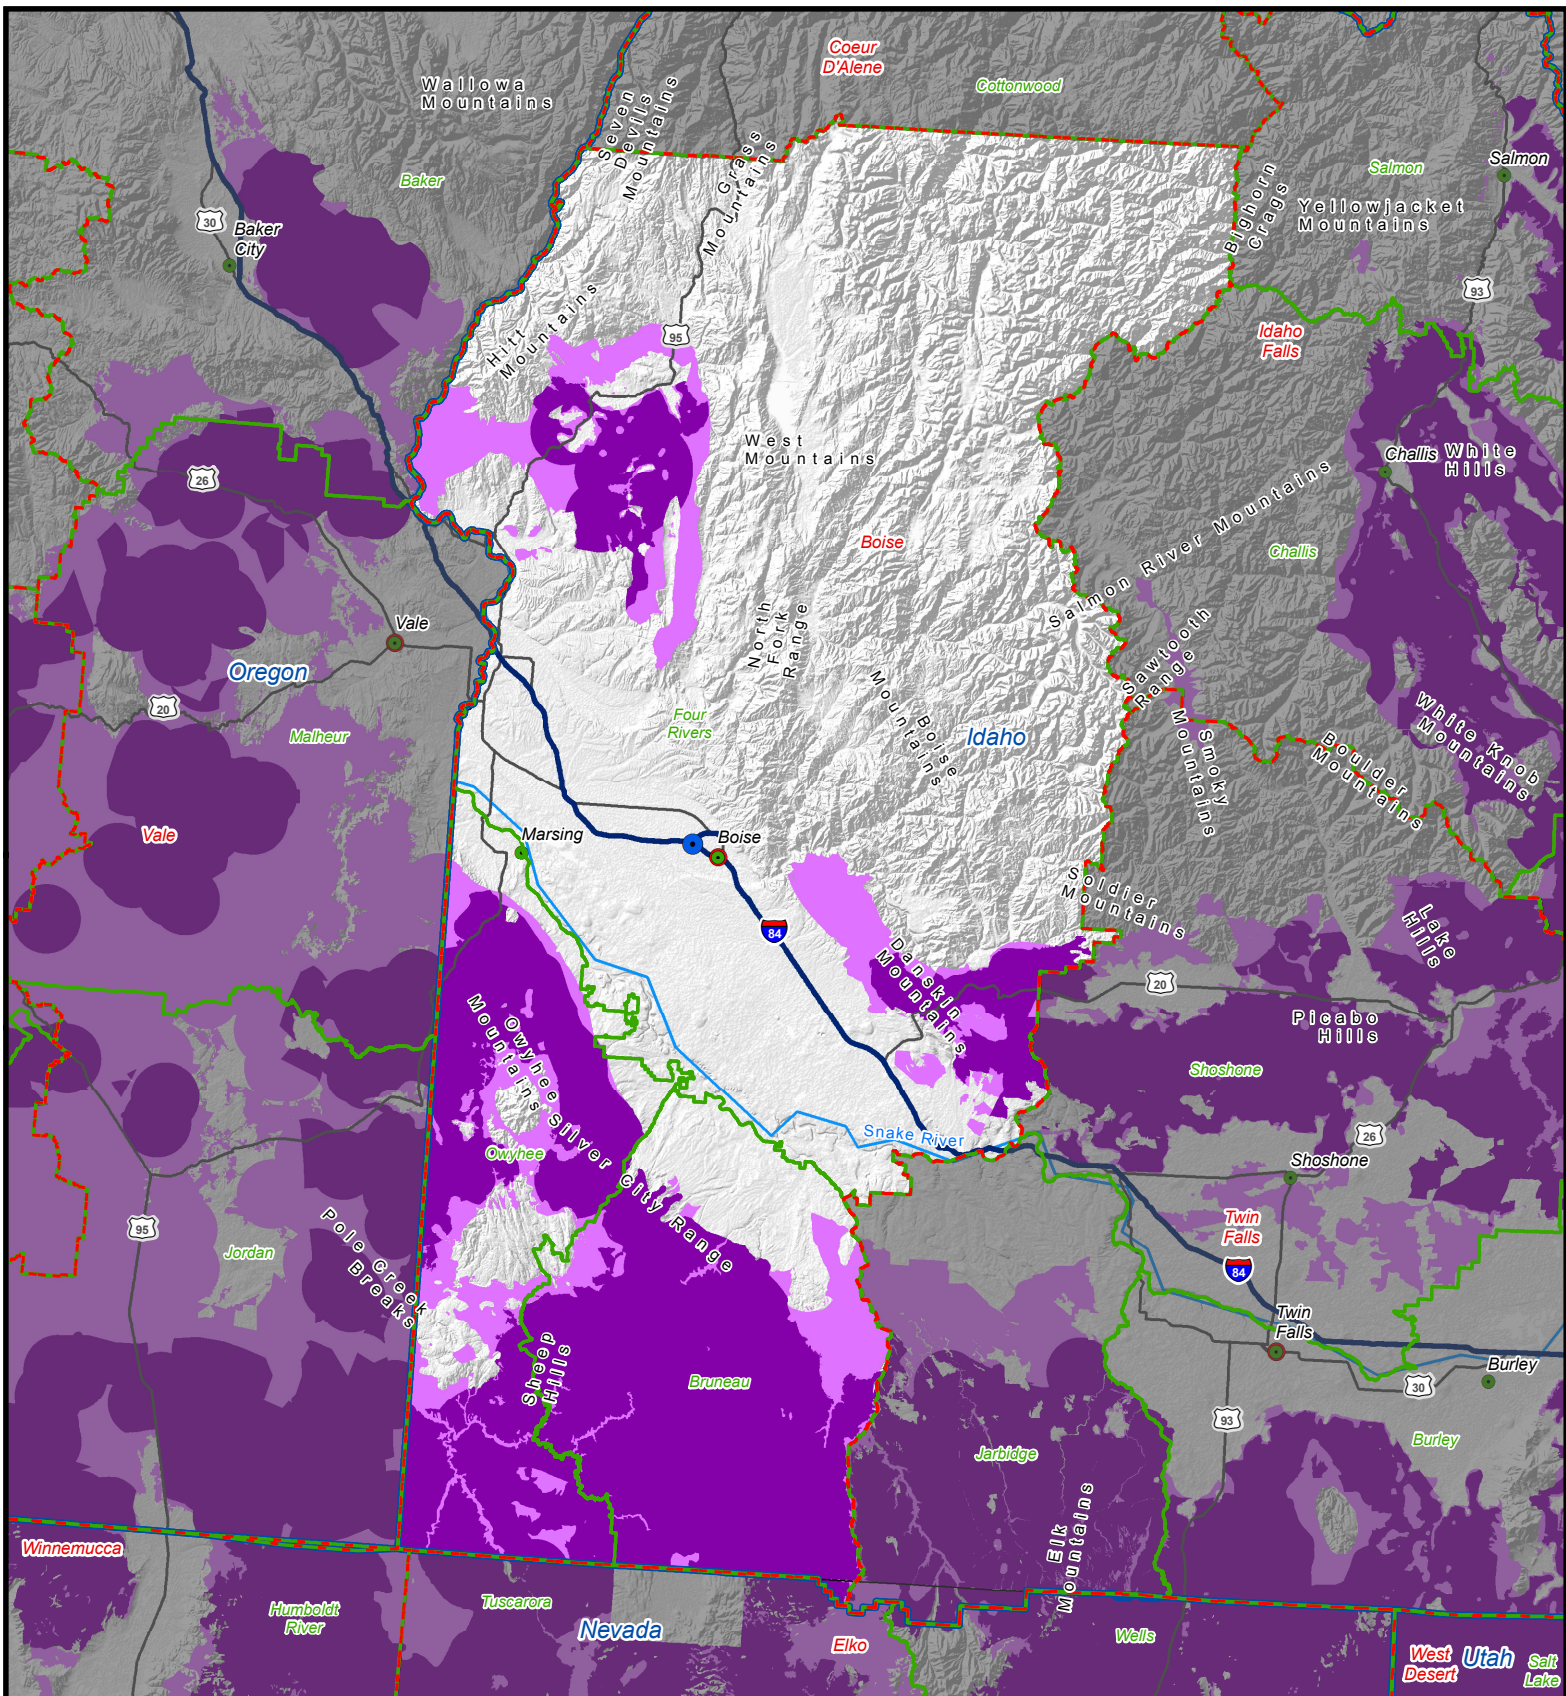 Coeur
D'Alene
Cottonwood
Wallowa
Mountains
Seven
Devils
Mountains
Grass
Mountains
Baker
Salmon
Salmon
Bighorn
Crags
Yellowjacket
Mountains
30
Baker
City
93
95
Idaho
Falls
Hitt
Mountains
West
Mountains
Challis
White
Hills
26
Boise
Challis
Salmon River Mountains
Vale
Oregon
North
Fork
Range
Sawtooth
Range
20
Malheur
Four
Rivers
Boise
Mountains
Idaho
Smoky
Mountains
Boulder
Mountains
White Knob
Mountains
Vale
Marsing
Boise
Soldier
Mountains
Lake
Hills
84
Danskin
Mountains
20
Picabo
Hills
Owyhee
Mountains
Shoshone
Snake River
26
Owyhee
Silver City Range
Shoshone
95
Jordan
Pole Creek
Breaks
Twin
Falls
84
Twin
Falls
Sheep
Hills
Bruneau
Burley
30
93
Jarbidge
Burley
Elk
Mountains
Winnemucca
Humboldt
River
Tuscarora
Nevada
Elko
Wells
West
Desert
Utah
Salt
Lake